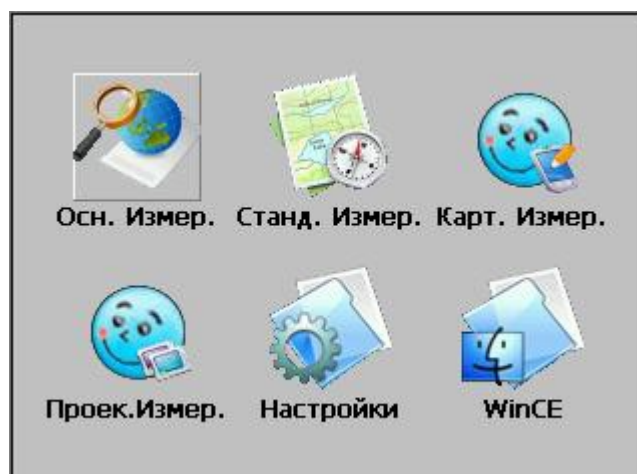 Осн. Измер. Станд. Измер. Карт. Измер.
Проек.Измер. Настройки WinCE